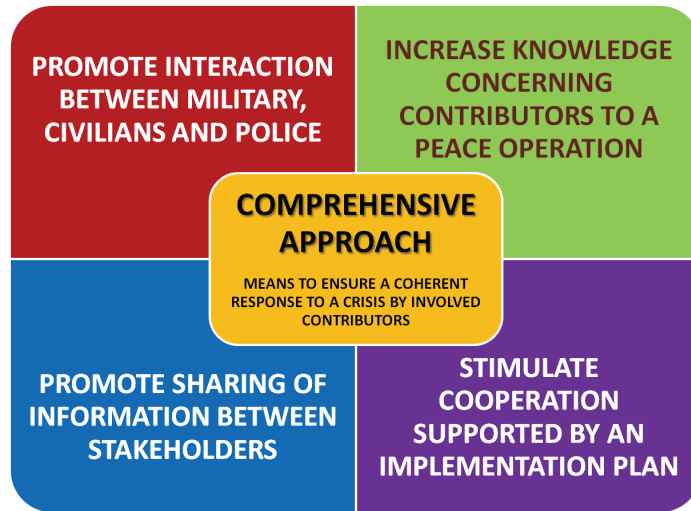 PROMOTE INTERACTION
BETWEEN MILITARY,
CIVILIANS AND POLICE
INCREASE KNOWLEDGE
CONCERNING
CONTRIBUTORS TO A
PEACE OPERATION
COMPREHENSIVE
APPROACH
MEANS TO ENSURE A COHERENT
RESPONSE TO A CRISIS BY INVOLVED
CONTRIBUTORS
PROMOTE SHARING OF
INFORMATION BETWEEN
STAKEHOLDERS
STIMULATE
COOPERATION
SUPPORTED BY AN
IMPLEMENTATION PLAN